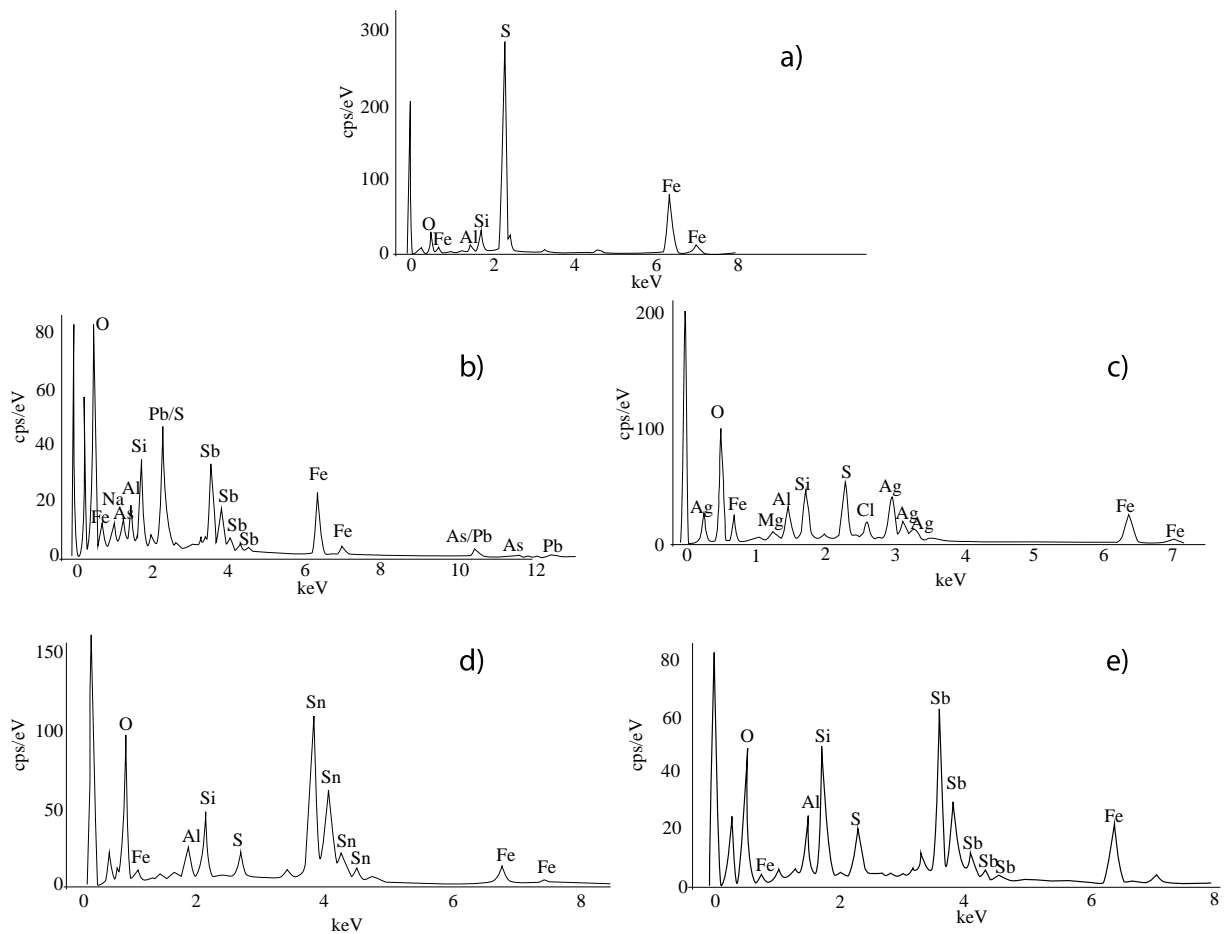 a)
300
200
100
0
cps/eV
S
O
Fe
Al
Si
Fe
Fe
0 2 4 6 8
keV
b)
80
60
40
20
0
cps/eV
O
Fe
Na
As
Al
Si
Pb/S
Sb
Sb
Sb
Sb
Fe
Fe
As/Pb
As
Pb
0 2 4 6 8 10 12
keV
c)
200
100
0
cps/eV
Ag
O
Fe
Mg
Al
Si
S
Cl
Ag
Ag
Ag
Fe
Fe
0 1 2 3 4 5 6 7
keV
d)
150
100
50
0
cps/eV
O
Fe
Al
Si
S
Sn
Sn
Sn
Sn
Fe
Fe
0 2 4 6 8
keV
e)
80
60
40
20
0
cps/eV
O
Fe
Al
Si
S
Sb
Sb
Sb
Sb
Sb
Fe
0 2 4 6 8
keV